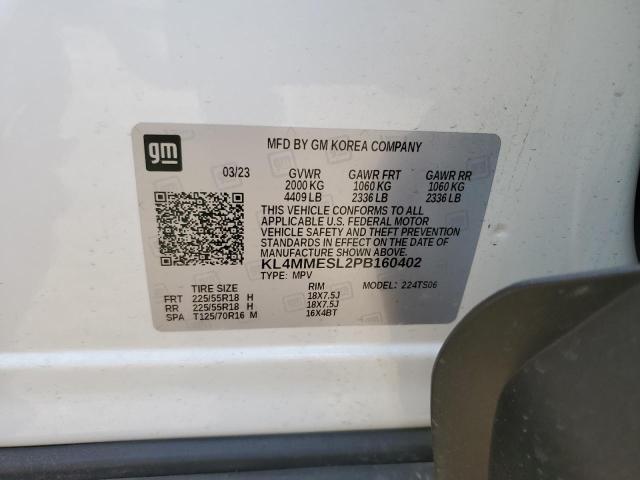 gm
MFD BY GM KOREA COMPANY
03/23 GVWR GAWR FRT GAWR RR
2000 KG 1060 KG 1060 KG
4409 LB 2336 LB 2336 LB
THIS VEHICLE CONFORMS TO ALL
APPLICABLE U.S. FEDERAL MOTOR
VEHICLE SAFETY AND THEFT PREVENTION
STANDARDS IN EFFECT ON THE DATE OF
MANUFACTURE SHOWN ABOVE.
KL4MMESL2PB160402
TYPE: MPV MODEL: 224TS06
TIRE SIZE RIM
FRT 225/55R18 H 18X7.5J
RR 225/55R18 H 18X7.5J
SPA T125/70R16 M 16X4BT